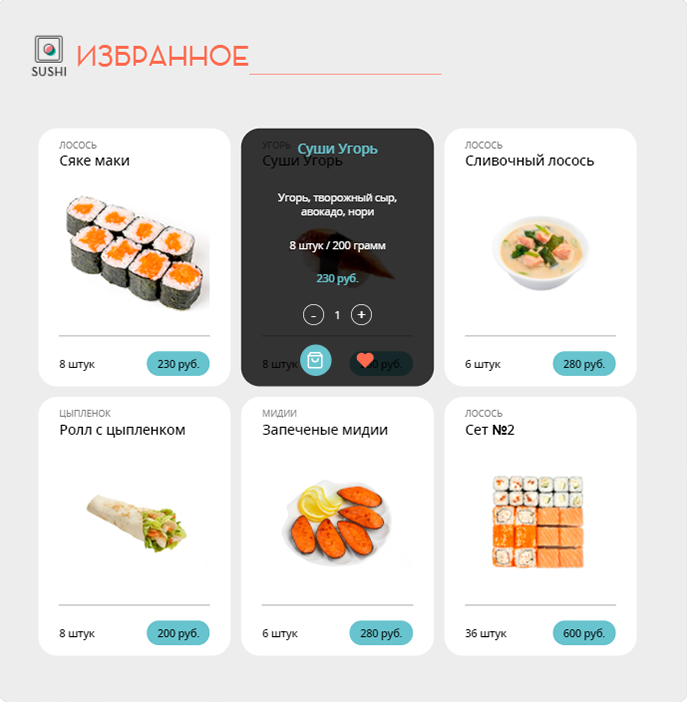 SUSHI
ИЗБРАННОЕ
ЛОСОСЬ
Сяке маки
8 штук
230 руб.
УГОРЬ
Суши Угорь
Суши Угорь
Угорь, творожный сыр,
авокадо, нори
8 штук / 200 грамм
230 руб.
- 1 +
8 штук
ЛОСОСЬ
Сливочный лосось
6 штук
280 руб.
ЦЫПЛЕНОК
Ролл с цыпленком
8 штук
200 руб.
МИДИИ
Запеченые мидии
6 штук
280 руб.
ЛОСОСЬ
Сет №2
36 штук
600 руб.